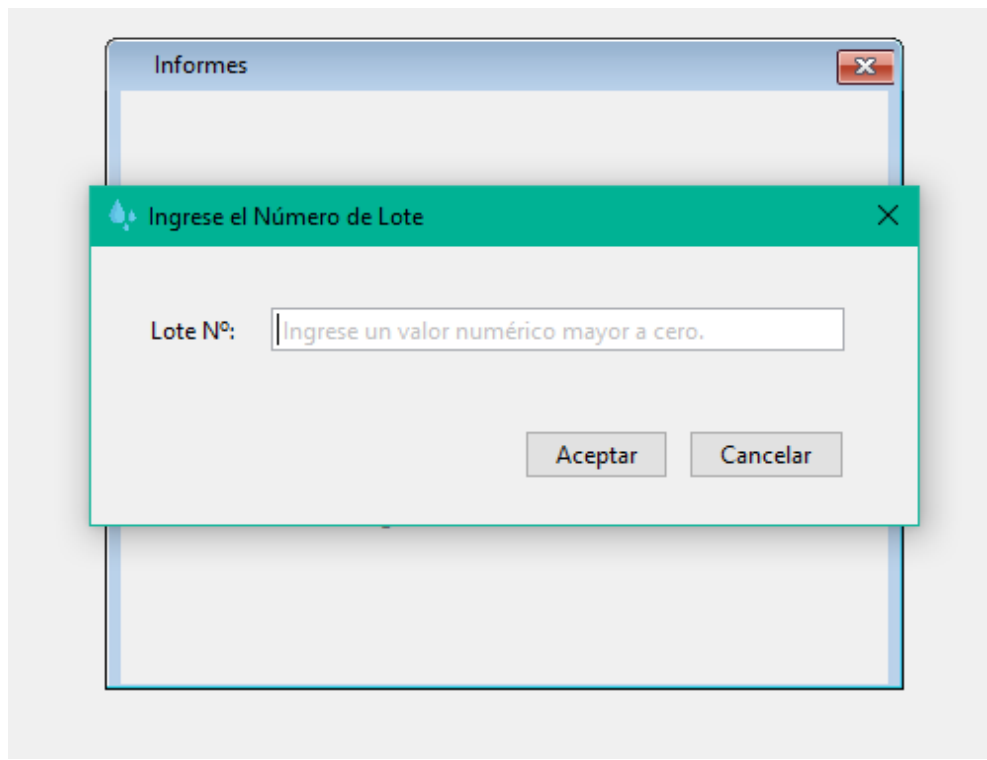 Informes
Ingrese el Número de Lote
Lote Nº: Ingrese un valor numérico mayor a cero.
Aceptar Cancelar